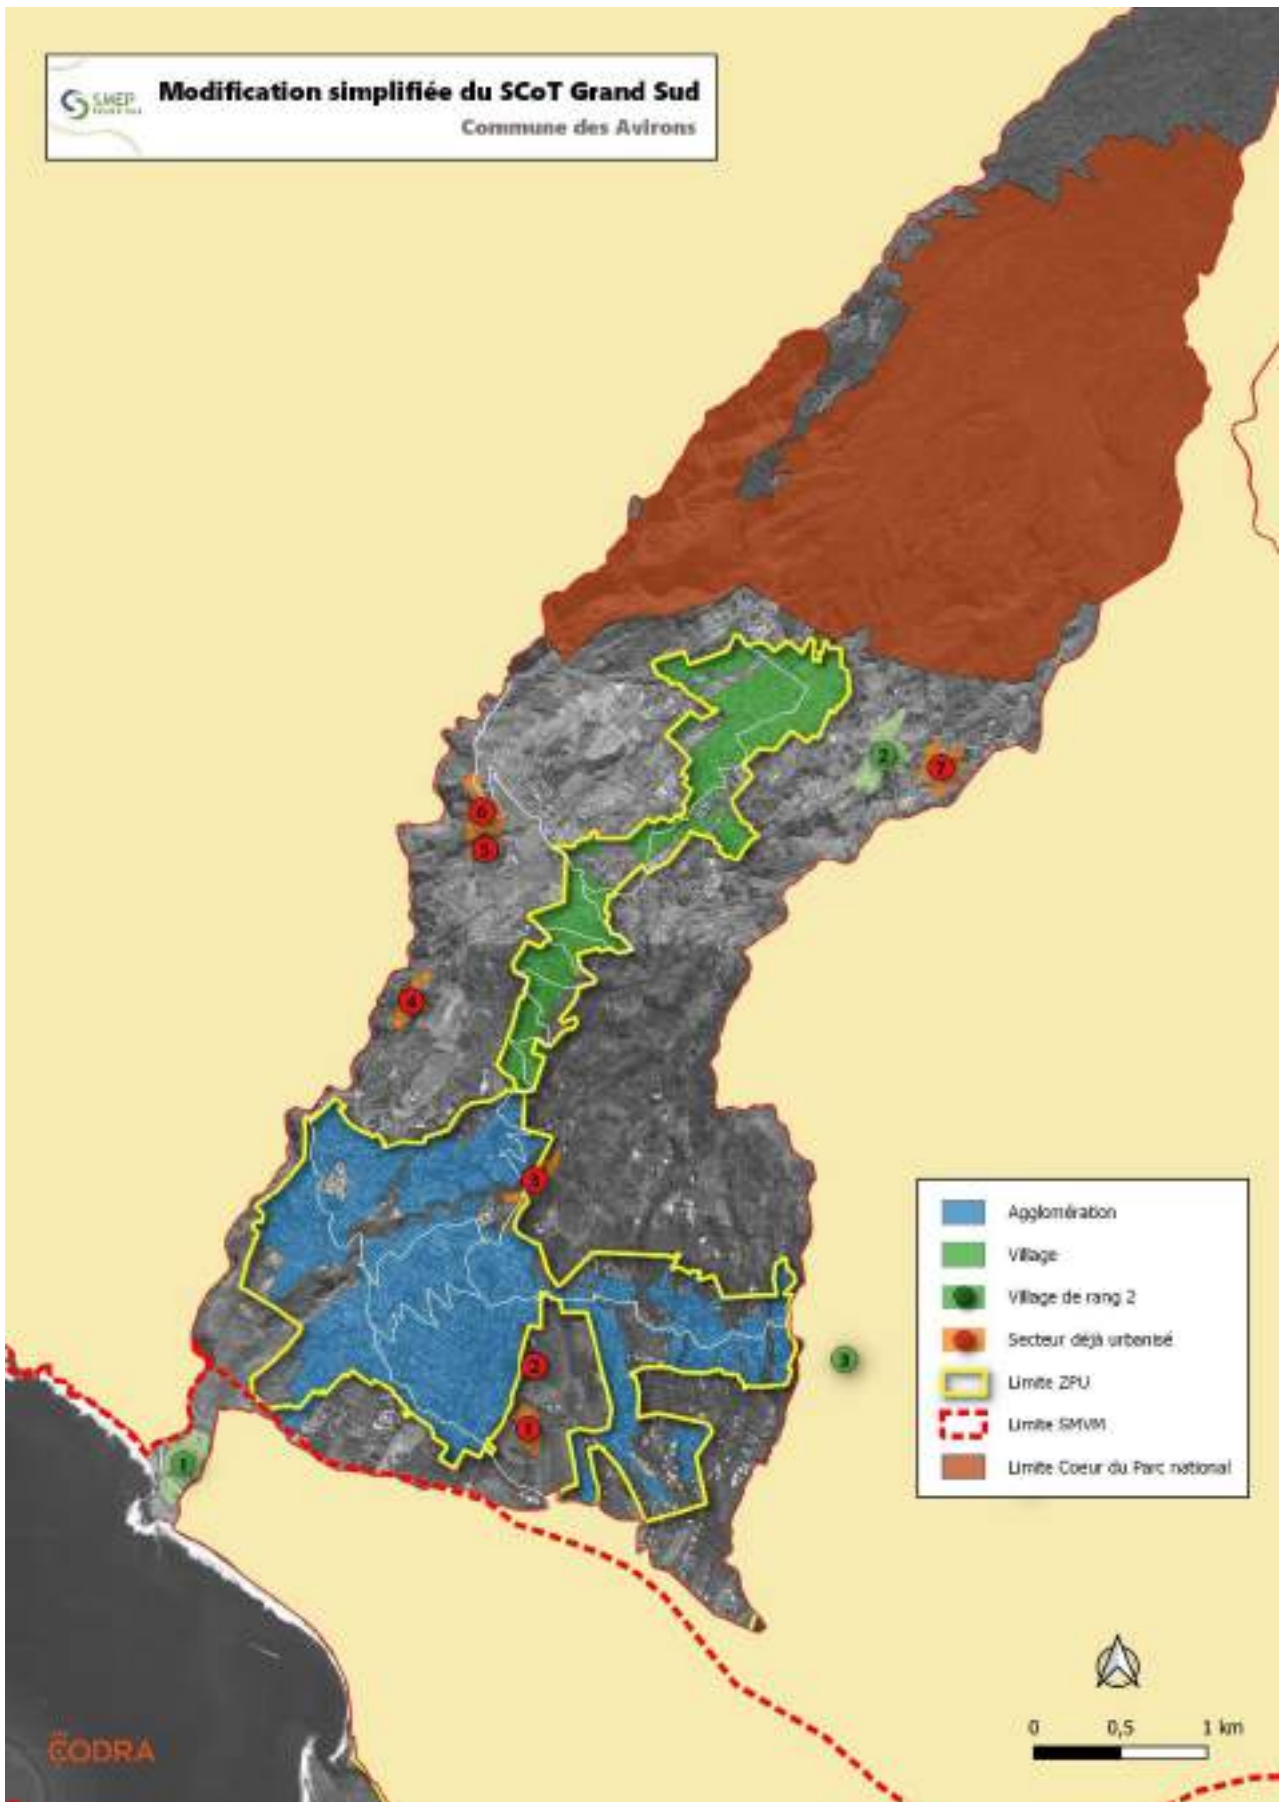 SMEP
Modification simplifiée du SCoT Grand Sud
Commune des Avirons
2
7
6
5
4
3
2
1
3
1
Agglomération
Village
Village de rang 2
Secteur déjà urbanisé
Limite ZPU
Limite SMVM
Limite Coeur du Parc national
0 0,5 1 km
CODRA